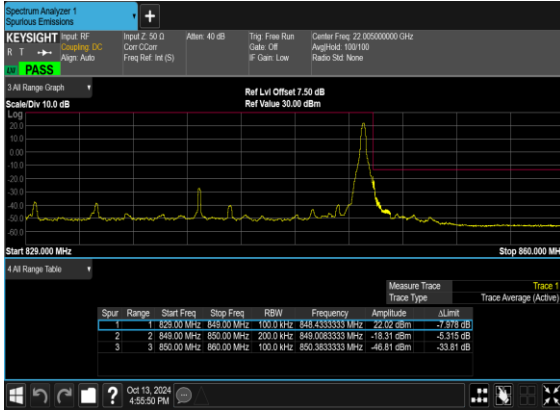 Spectrum Analyzer 1
Spurious Emissions
+
KEYSIGHT Input: RF Input Z: 50 Ω Atten: 40 dB Trig: Free Run Center Freq: 22.005000000 GHz
R T Coupling: DC Corr CCorr Gate: Off Avg|Hold: 100/100
Align: Auto Freq Ref: Int (S) IF Gain: Low Radio Std: None
PASS
3 All Range Graph
Ref Lvl Offset 7.50 dB
Scale/Div 10.0 dB Ref Value 30.00 dBm
Log
20.0
10.0
0.00
-10.0
-20.0
-30.0
-40.0
-50.0
-60.0
Start 829.000 MHz Stop 860.000 MH
4 All Range Table
Measure Trace Trace 1
Trace Type Trace Average (Active)
Spur Range Start Freq Stop Freq RBW Frequency Amplitude ΔLimit
1 1 829.00 MHz 849.00 MHz 100.0 kHz 848.4333333 MHz 22.02 dBm -7.978 dB
2 2 849.00 MHz 850.00 MHz 200.0 kHz 849.0083333 MHz -18.31 dBm -5.315 dB
3 3 850.00 MHz 860.00 MHz 100.0 kHz 850.3833333 MHz -46.81 dBm -33.81 dB
?
Oct 13, 2024
4:55:50 PM